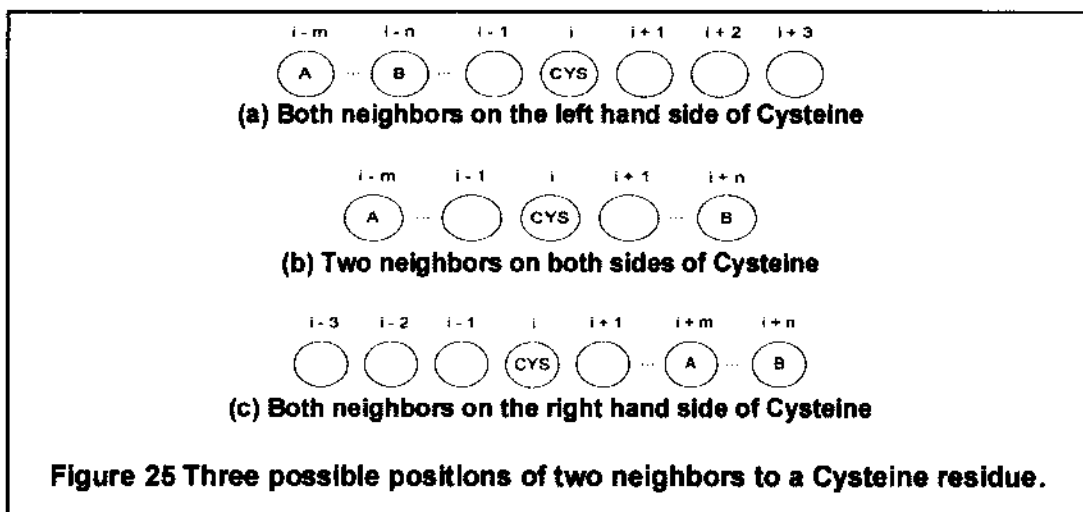 i - m i - n i - 1 i i + 1 i + 2 i + 3
A ... B ... CYS
(a) Both neighbors on the left hand side of Cysteine
i - m i - 1 i i + 1 i + n
A ... CYS ... B
(b) Two neighbors on both sides of Cysteine
i - 3 i - 2 i - 1 i i + 1 i + m i + n
CYS ... A ... B
(c) Both neighbors on the right hand side of Cysteine
Figure 25 Three possible positions of two neighbors to a Cysteine residue.